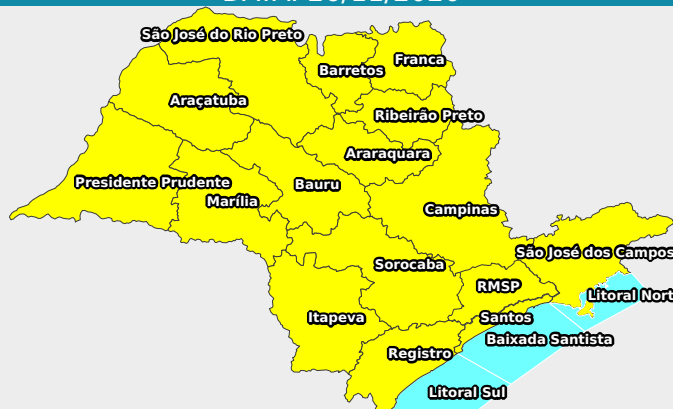 São José do Rio Preto
Franca
Barretos
Araçatuba
Ribeirão Preto
Araraquara
Presidente Prudente
Bauru
Marília
Campinas
São José dos Campos
Sorocaba
RMSP
Litoral Nort
Itapeva
Santos
Baixada Santista
Registro
Litoral Sul